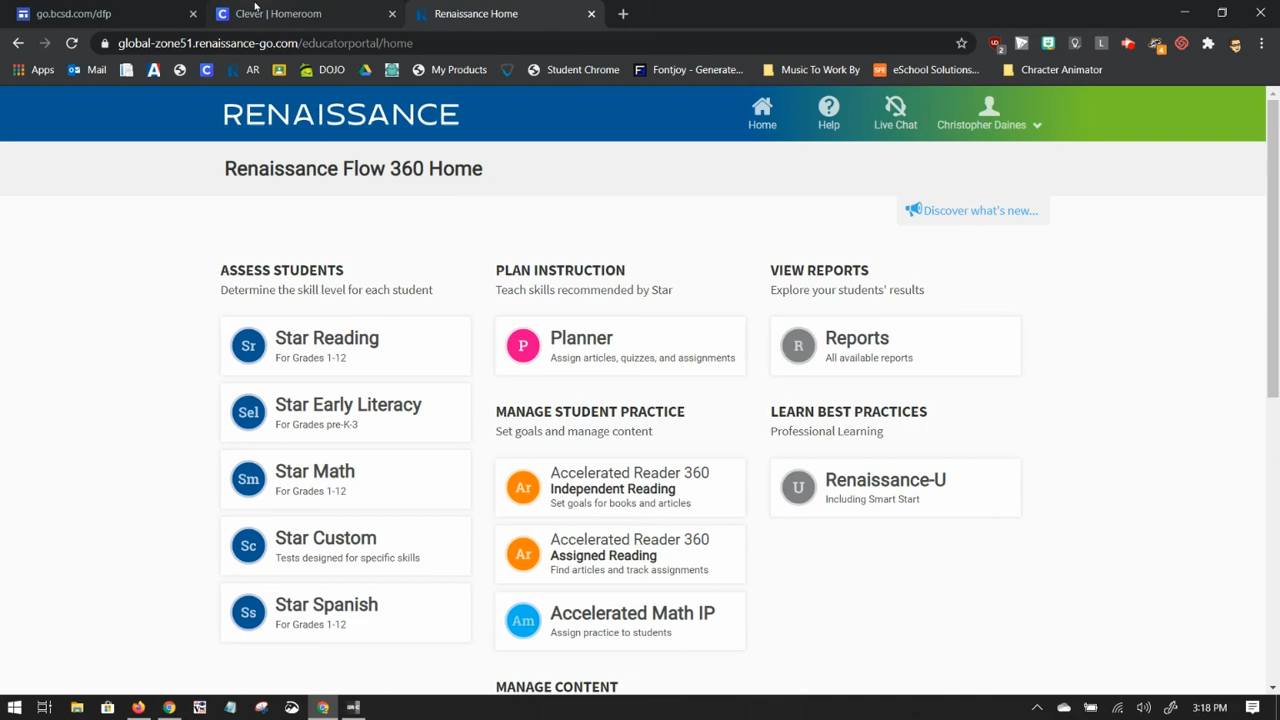 go.bcsd.com/dfp
Clever | Homeroom
Renaissance Home
global-zone51.renaissance-go.com/educatorportal/home
Apps Mail AR DOJO My Products Student Chrome Fontjoy - Generate... Music To Work By eSchool Solutions... Chracter Animator
RENAISSANCE
Home
Help
Live Chat
Christopher Daines
Renaissance Flow 360 Home
Discover what's new...
ASSESS STUDENTS
Determine the skill level for each student
Sr Star Reading
For Grades 1-12
Sel Star Early Literacy
For Grades pre-K-3
Sm Star Math
For Grades 1-12
Sc Star Custom
Tests designed for specific skills
Ss Star Spanish
For Grades 1-12
PLAN INSTRUCTION
Teach skills recommended by Star
P Planner
Assign articles, quizzes, and assignments
MANAGE STUDENT PRACTICE
Set goals and manage content
Accelerated Reader 360
Ar Independent Reading
Set goals for books and articles
Accelerated Reader 360
Ar Assigned Reading
Find articles and track assignments
Am Accelerated Math IP
Assign practice to students
MANAGE CONTENT
VIEW REPORTS
Explore your students' results
R Reports
All available reports
LEARN BEST PRACTICES
Professional Learning
U Renaissance-U
Including Smart Start
3:18 PM